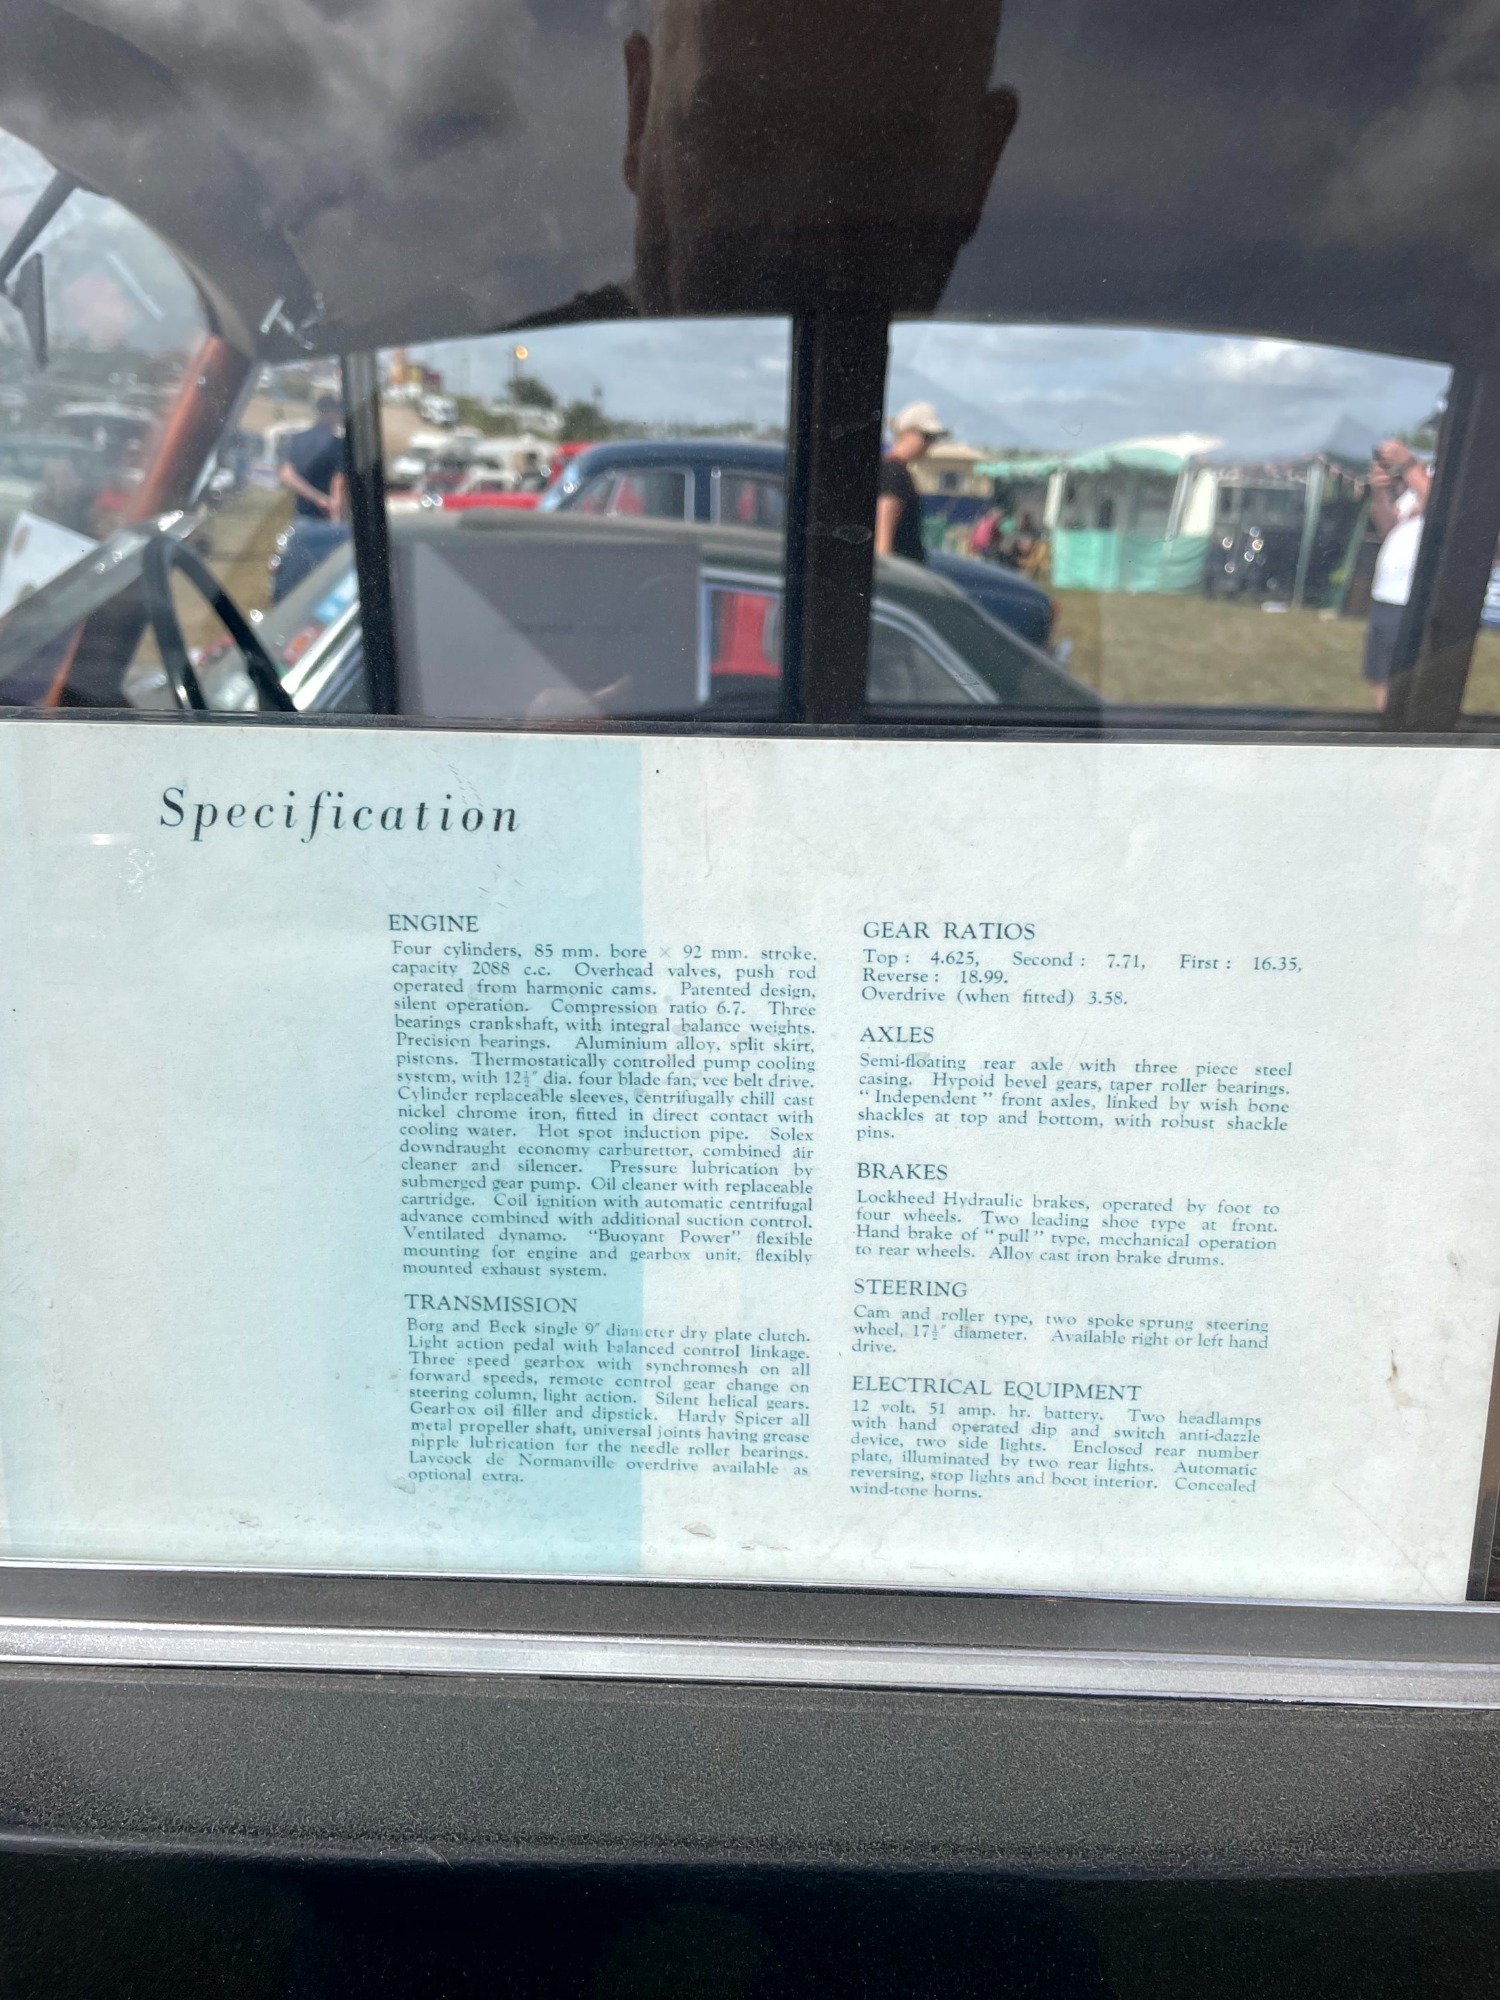 Specification
ENGINE
Four cylinders, 85 mm. bore × 92 mm. stroke.
capacity 2088 c.c. Overhead valves, push rod
operated from harmonic cams. Patented design,
silent operation. Compression ratio 6.7. Three
bearings crankshaft, with integral balance weights.
Precision bearings. Aluminium alloy, split skirt,
pistons. Thermostatically controlled pump cooling
system, with 12½″ dia. four blade fan, vee belt drive.
Cylinder replaceable sleeves, centrifugally chill cast
nickel chrome iron, fitted in direct contact with
cooling water. Hot spot induction pipe. Solex
downdraught economy carburettor, combined air
cleaner and silencer. Pressure lubrication by
submerged gear pump. Oil cleaner with replaceable
cartridge. Coil ignition with automatic centrifugal
advance combined with additional suction control.
Ventilated dynamo. "Buoyant Power" flexible
mounting for engine and gearbox unit, flexibly
mounted exhaust system.
TRANSMISSION
Borg and Beck single 9″ diameter dry plate clutch.
Light action pedal with balanced control linkage.
Three speed gearbox with synchromesh on all
forward speeds, remote control gear change on
steering column, light action. Silent helical gears.
Gearbox oil filler and dipstick. Hardy Spicer all
metal propeller shaft, universal joints having grease
nipple lubrication for the needle roller bearings.
Laycock de Normanville overdrive available as
optional extra.
GEAR RATIOS
Top : 4.625, Second : 7.71, First : 16.35,
Reverse : 18.99.
Overdrive (when fitted) 3.58.
AXLES
Semi-floating rear axle with three piece steel
casing. Hypoid bevel gears, taper roller bearings.
"Independent" front axles, linked by wish bone
shackles at top and bottom, with robust shackle
pins.
BRAKES
Lockheed Hydraulic brakes, operated by foot to
four wheels. Two leading shoe type at front.
Hand brake of "pull" type, mechanical operation
to rear wheels. Alloy cast iron brake drums.
STEERING
Cam and roller type, two spoke sprung steering
wheel, 17½″ diameter. Available right or left hand
drive.
ELECTRICAL EQUIPMENT
12 volt. 51 amp. hr. battery. Two headlamps
with hand operated dip and switch anti-dazzle
device, two side lights. Enclosed rear number
plate, illuminated by two rear lights. Automatic
reversing, stop lights and boot interior. Concealed
wind-tone horns.